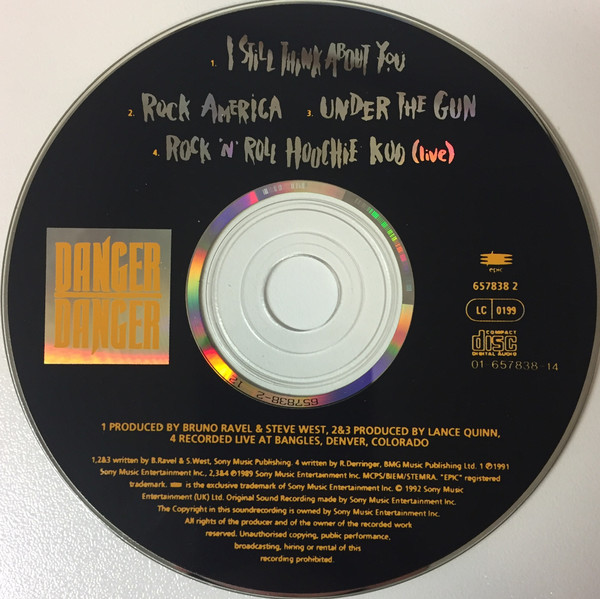 1. I STILL THINK ABOUT YOU
2. ROCK AMERICA 3. UNDER THE GUN
4. ROCK 'N' ROLL HOOCHIE KOO (live)
DANGER
DANGER
epic
657838 2
LC 0199
COMPACT
disc
DIGITAL AUDIO
01-657838-14
657838-2 12
1 PRODUCED BY BRUNO RAVEL & STEVE WEST, 2&3 PRODUCED BY LANCE QUINN,
4 RECORDED LIVE AT BANGLES, DENVER, COLORADO
1,2&3 written by B.Ravel & S.West, Sony Music Publishing. 4 written by R.Derringer, BMG Music Publishing Ltd. 1 ℗1991
Sony Music Entertainment Inc., 2,3&4 ℗1989 Sony Music Entertainment Inc. MCPS/BIEM/STEMRA. "EPIC" registered
trademark. is the exclusive trademark of Sony Music Entertainment Inc. © 1992 Sony Music
Entertainment (UK) Ltd. Original Sound Recording made by Sony Music Entertainment Inc.
The Copyright in this soundrecording is owned by Sony Music Entertainment Inc.
All rights of the producer and of the owner of the recorded work
reserved. Unauthorised copying, public performance,
broadcasting, hiring or rental of this
recording prohibited.